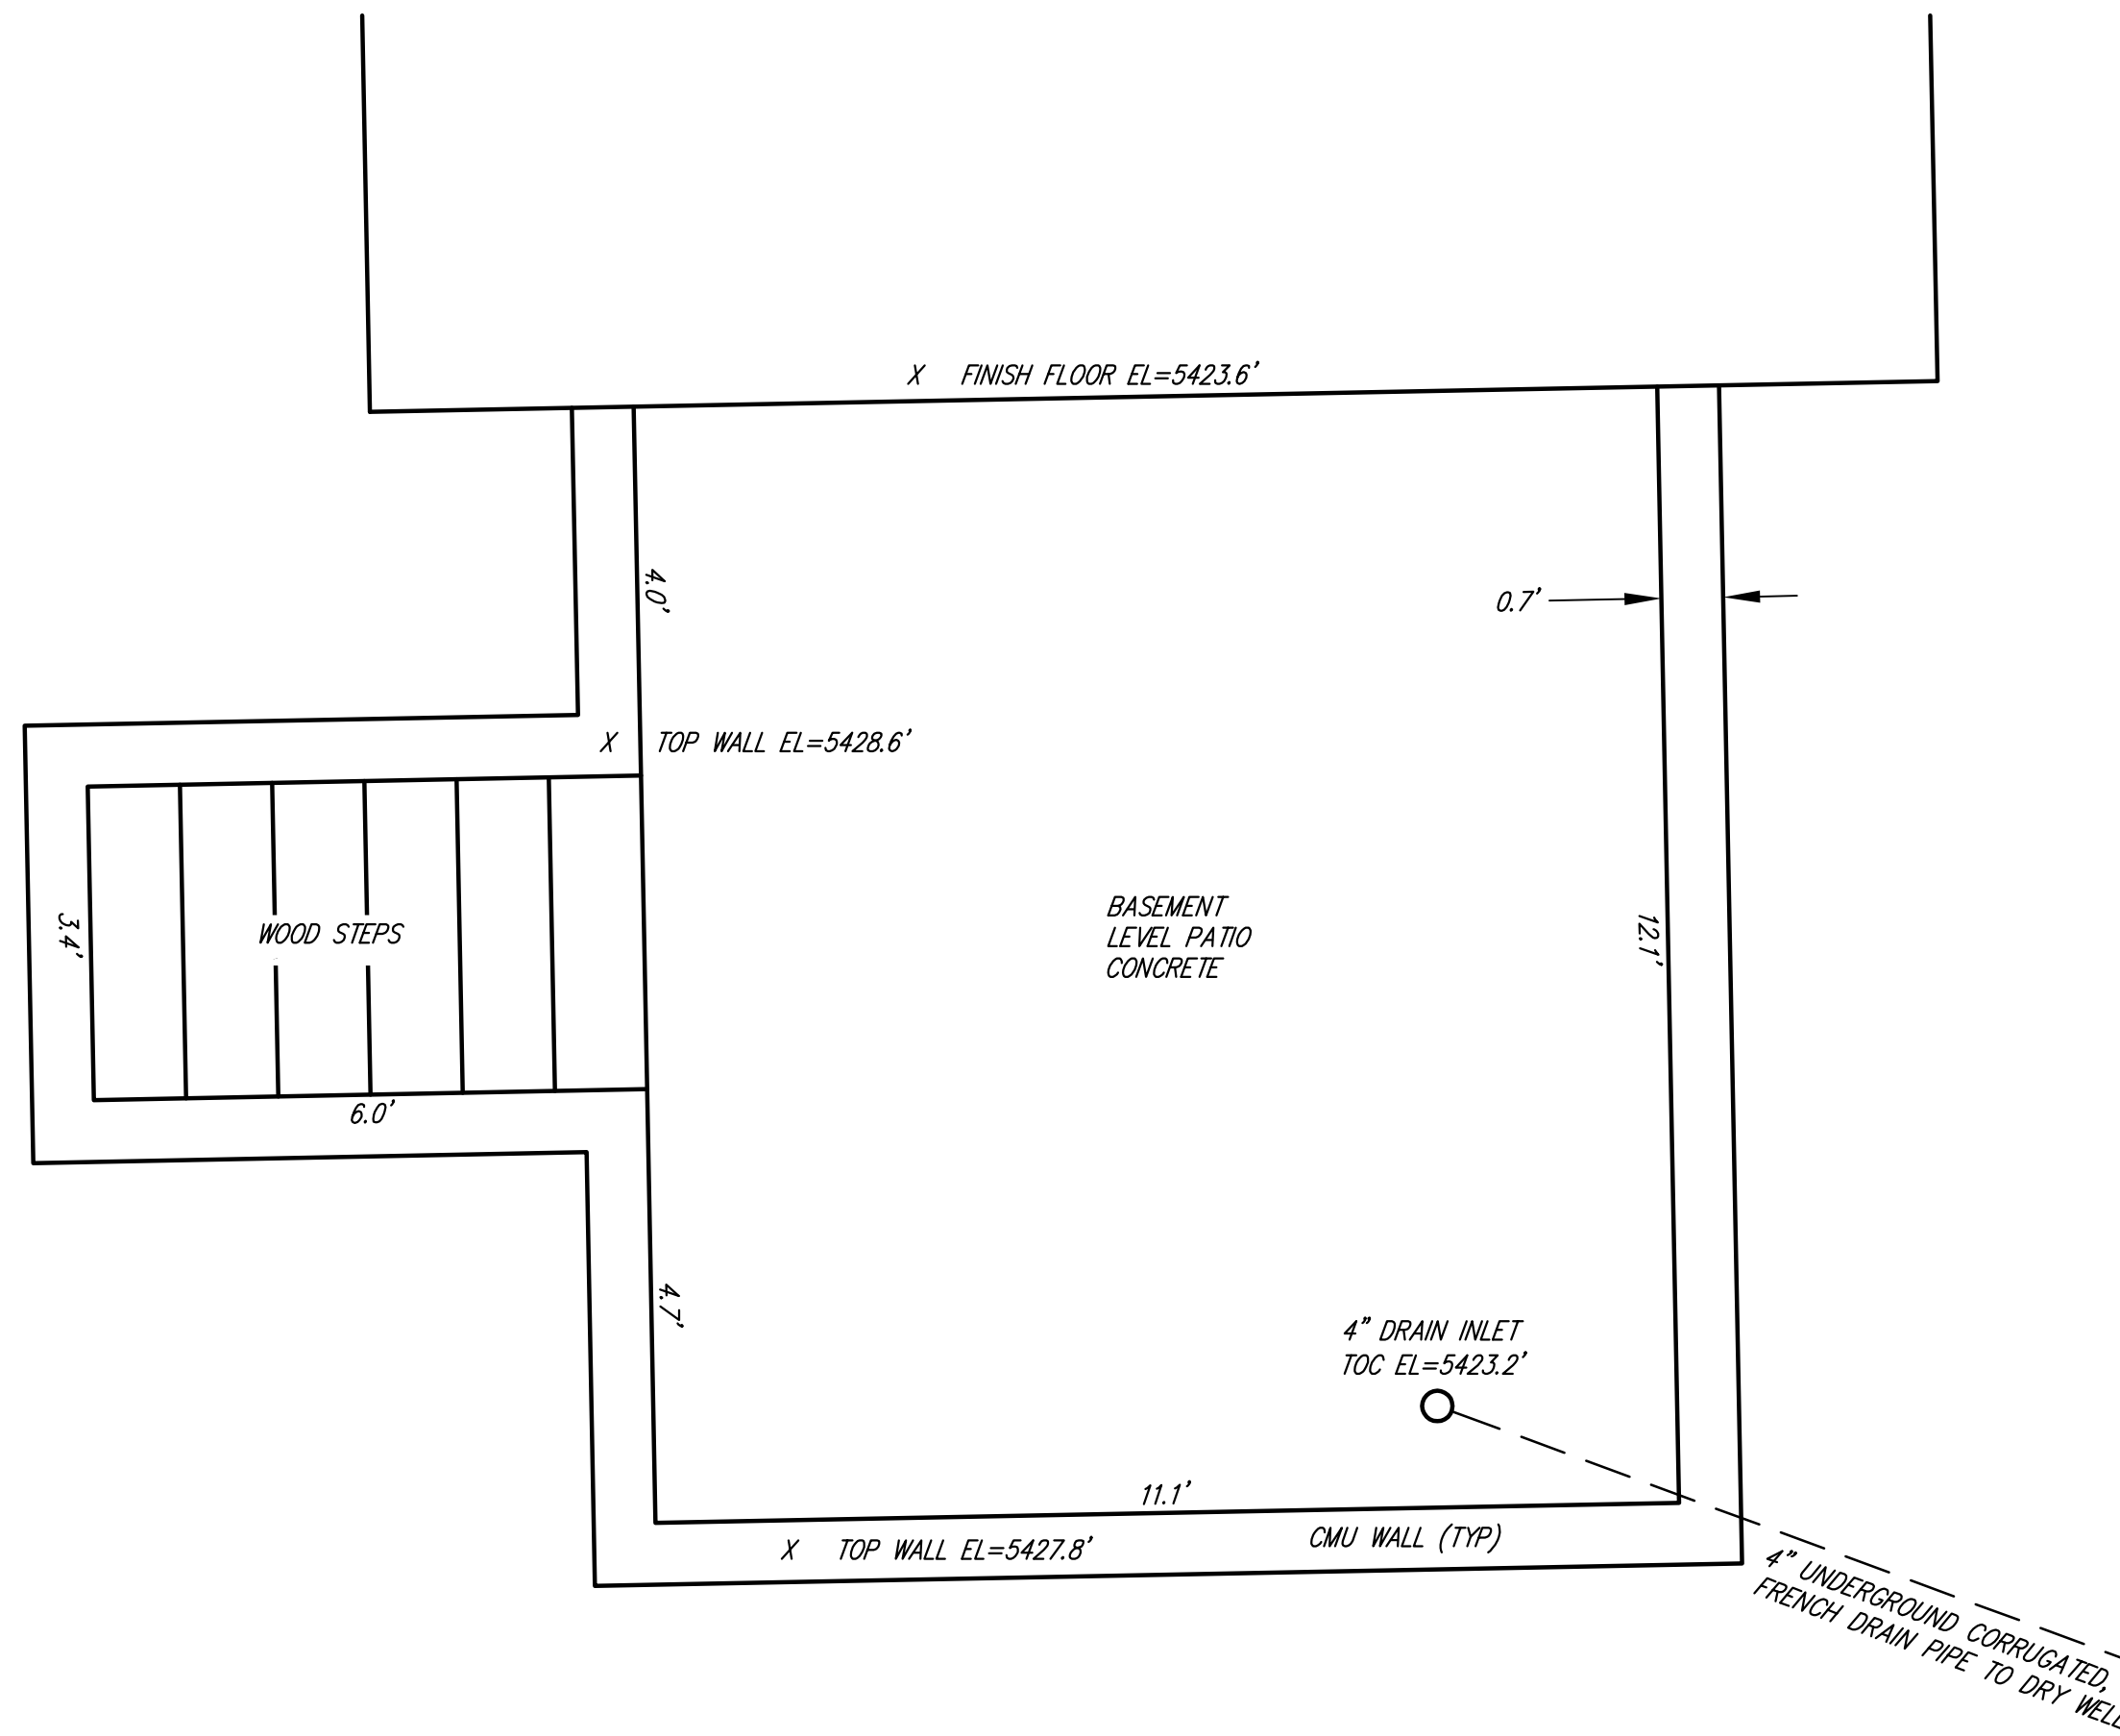 X FINISH FLOOR EL=5423.6'
4.0'
0.7'
X TOP WALL EL=5428.6'
3.4'
WOOD STEPS
BASEMENT
LEVEL PATIO
CONCRETE
12.1'
6.0'
4.7'
4" DRAIN INLET
TOC EL=5423.2'
11.1'
X TOP WALL EL=5427.8'
CMU WALL (TYP)
4" UNDERGROUND CORRUGATED,
FRENCH DRAIN PIPE TO DRY WELL